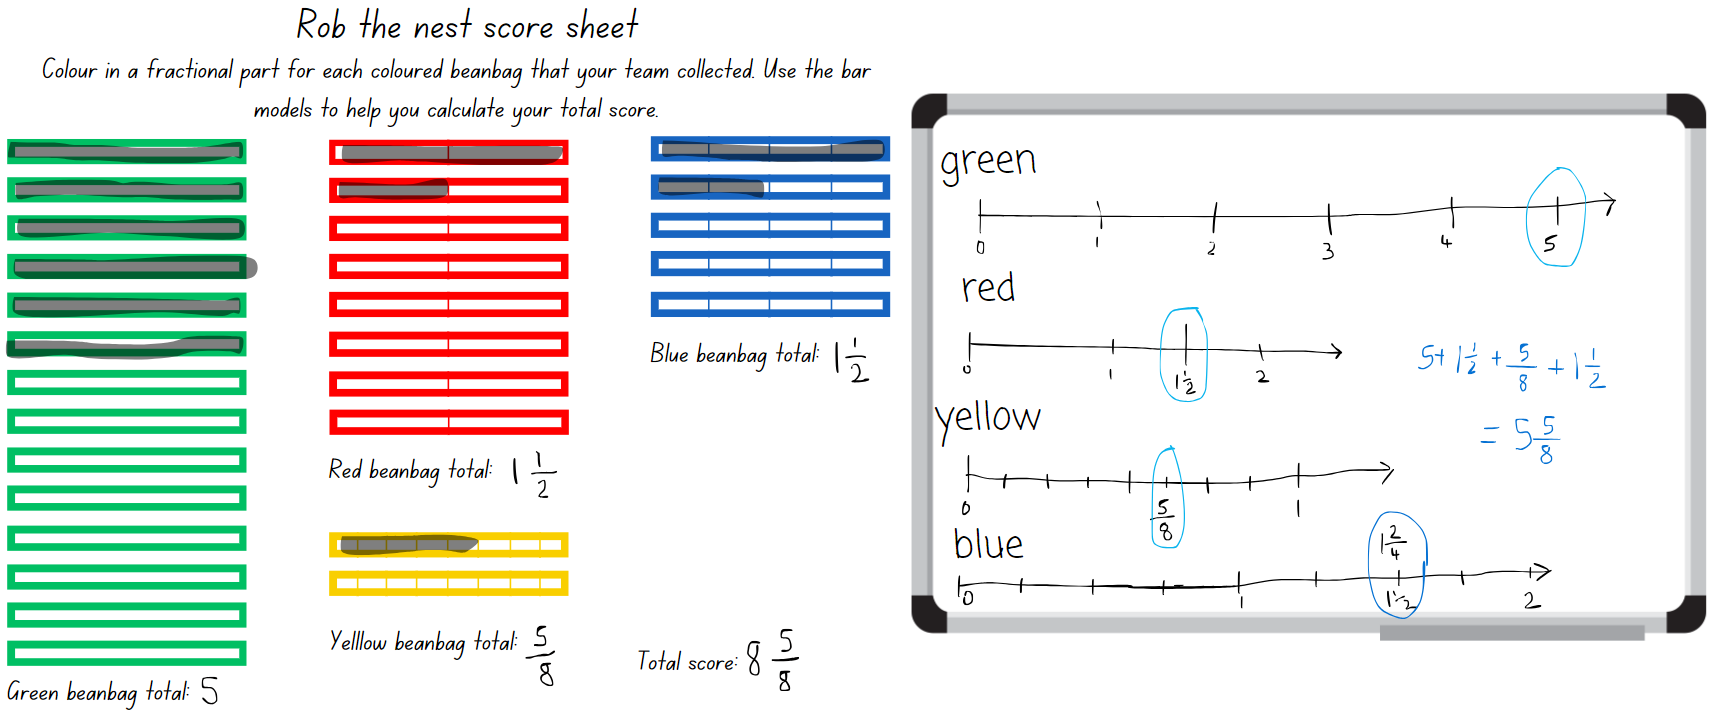 Rob the nest score sheet
Colour in a fractional part for each coloured beanbag that your team collected. Use the bar
models to help you calculate your total score.
Blue beanbag total: 1 1/2
Red beanbag total: 1 1/2
Yelllow beanbag total: 5/8
Total score: 8 5/8
Green beanbag total: 5
green
0 1 2 3 4 5
red
0 1 1 1/2 2
5 + 1 1/2 + 5/8 + 1 1/2
= 5 5/8
yellow
0 5/8 1
blue
1 2/4
0 1 1 1/2 2